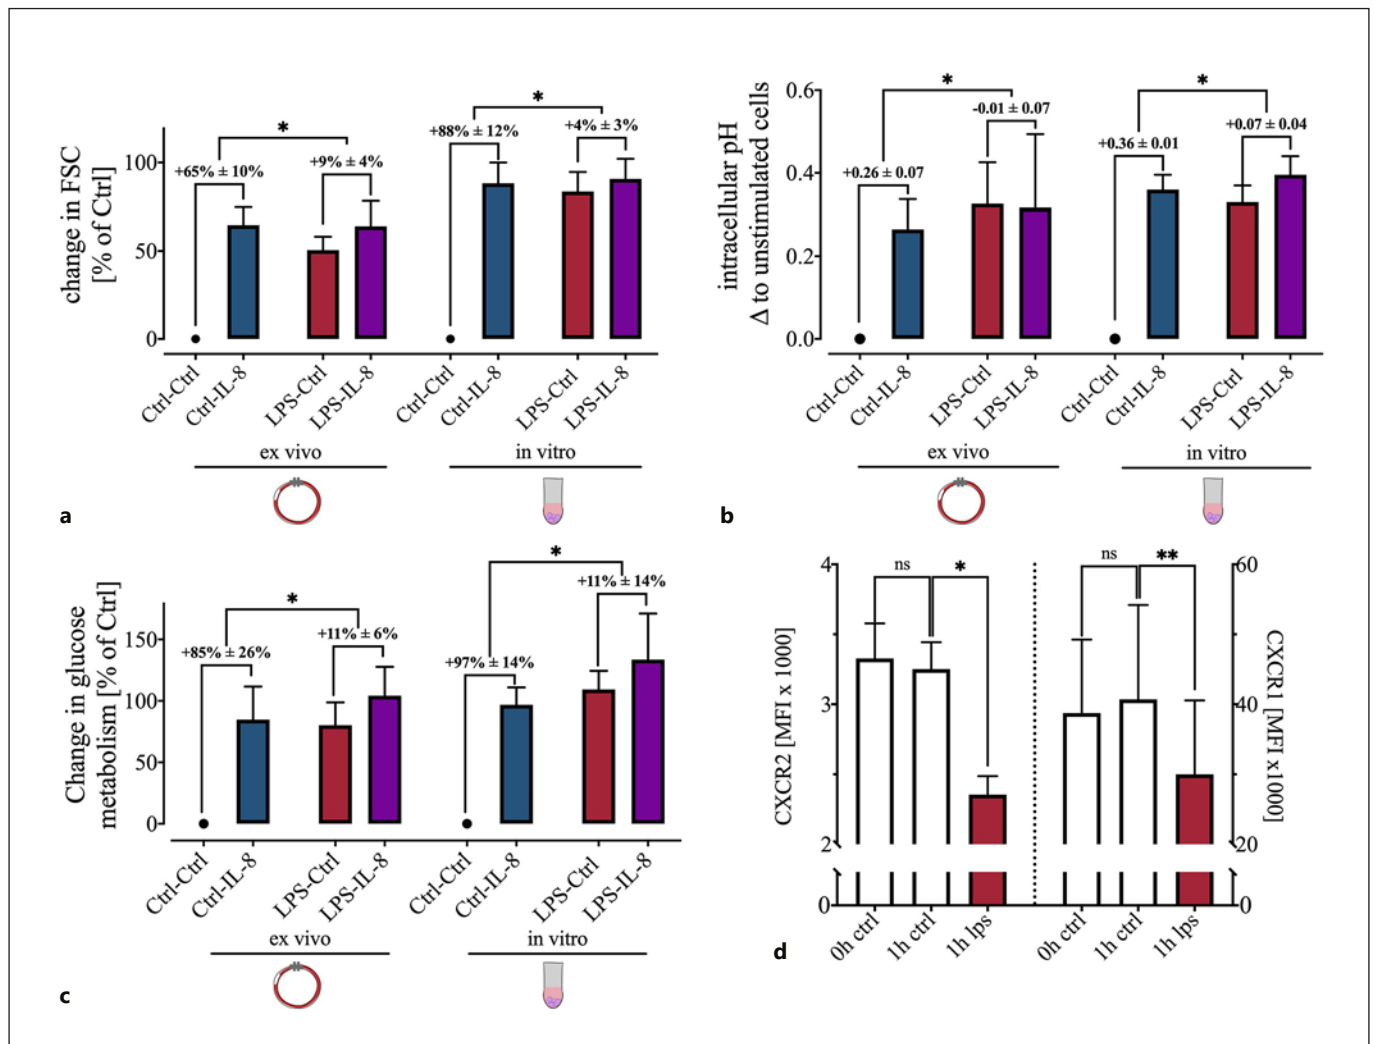 change in FSC
[% of Ctrl]
100
50
0
+65% ± 10%
*
+9% ± 4%
+88% ± 12%
*
+4% ± 3%
Ctrl-Ctrl
Ctrl-IL-8
LPS-Ctrl
LPS-IL-8
Ctrl-Ctrl
Ctrl-IL-8
LPS-Ctrl
LPS-IL-8
ex vivo
in vitro
a
intracellular pH
Δ to unstimulated cells
0.6
0.4
0.2
0.0
+0.26 ± 0.07
*
-0.01 ± 0.07
+0.36 ± 0.01
*
+0.07 ± 0.04
Ctrl-Ctrl
Ctrl-IL-8
LPS-Ctrl
LPS-IL-8
Ctrl-Ctrl
Ctrl-IL-8
LPS-Ctrl
LPS-IL-8
ex vivo
in vitro
b
Change in glucose
metabolism [% of Ctrl]
150
100
50
0
+85% ± 26%
*
+11% ± 6%
+97% ± 14%
*
+11% ± 14%
Ctrl-Ctrl
Ctrl-IL-8
LPS-Ctrl
LPS-IL-8
Ctrl-Ctrl
Ctrl-IL-8
LPS-Ctrl
LPS-IL-8
ex vivo
in vitro
c
CXCR2 [MFI x 1000]
4
3
2
0
ns
*
ns
**
60
40
20
0
CXCR1 [MFI x1000]
0h ctrl
1h ctrl
1h lps
0h ctrl
1h ctrl
1h lps
d